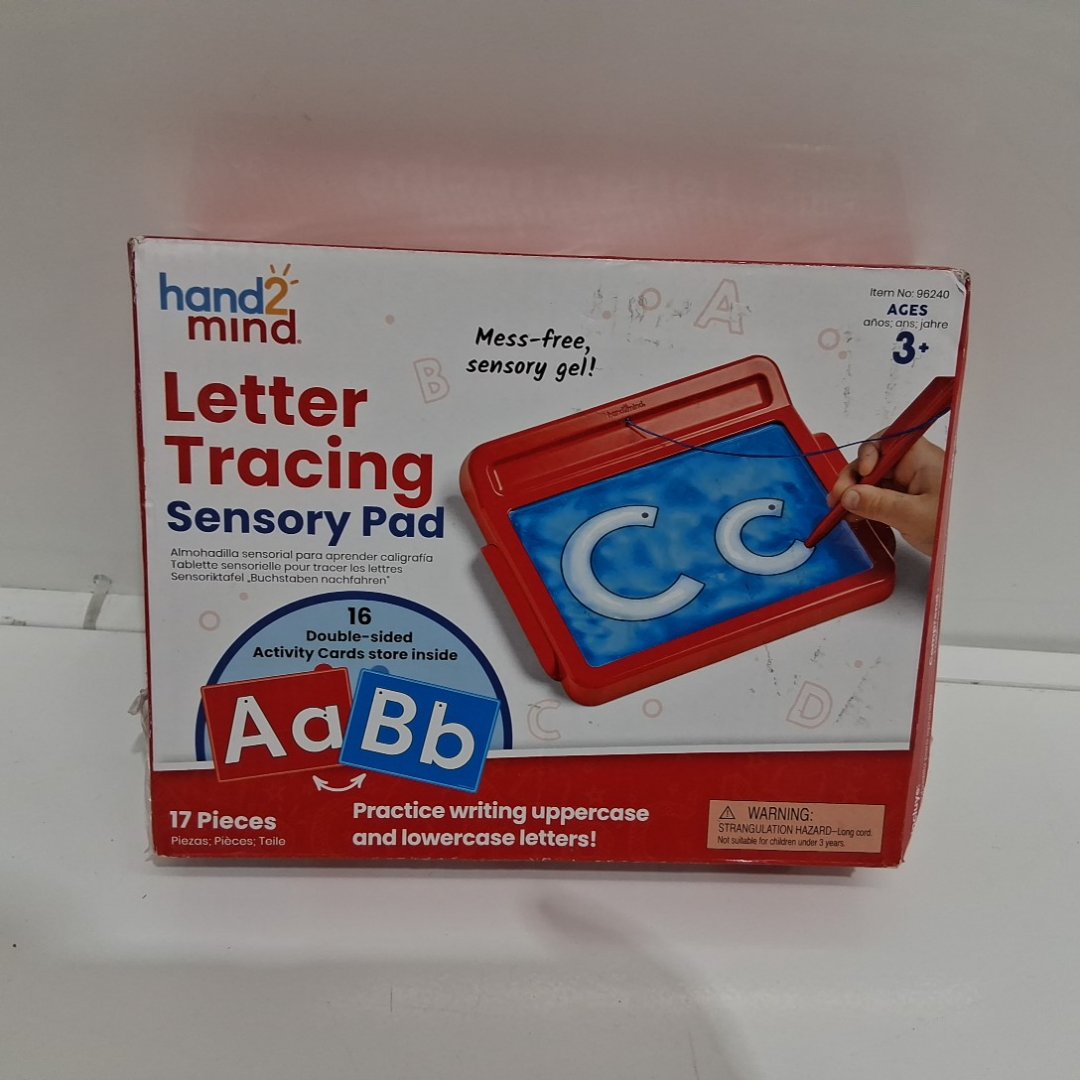 hand2
mind®
Letter
Tracing
Sensory Pad
Almohadilla sensorial para aprender caligrafía
Tablette sensorielle pour tracer les lettres
Sensoriktafel „Buchstaben nachfahren"
Mess-free,
sensory gel!
Item No: 96240
AGES
años; ans; jahre
3+
A
B
hand2mind
C c
16
Double-sided
Activity Cards store inside
Aa Bb
C
D
17 Pieces
Piezas; Pièces; Teile
Practice writing uppercase
and lowercase letters!
⚠ WARNING:
STRANGULATION HAZARD—Long cord.
Not suitable for children under 3 years.